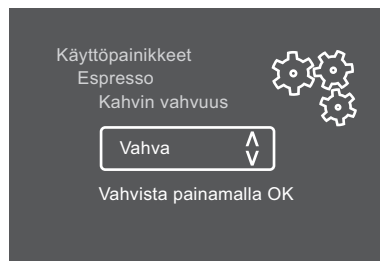 Käyttöpainikkeet
Espresso
Kahvin vahvuus
Vahva
Vahvista painamalla OK